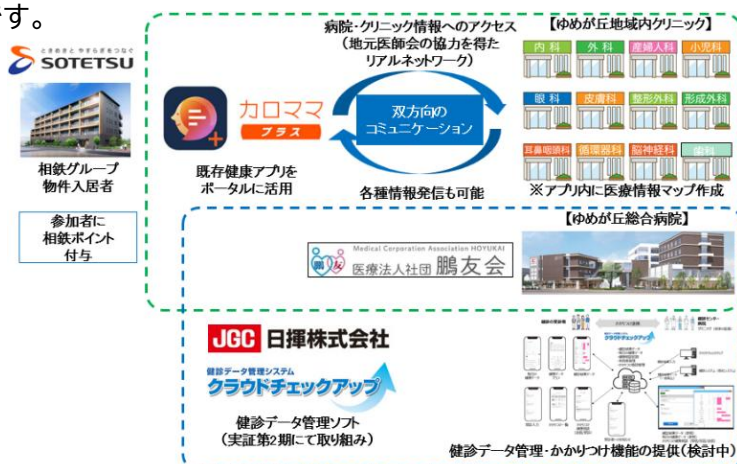 です。
ときめきと やすらぎをつなぐ
SOTETSU
相鉄グループ
物件入居者
参加者に
相鉄ポイント
付与
カロママ
プラス
既存健康アプリを
ポータルに活用
病院・クリニック情報へのアクセス
(地元医師会の協力を得た
リアルネットワーク)
双方向の
コミュニケーション
各種情報発信も可能
【ゆめが丘地域内クリニック】
内科 外科 産婦人科 小児科
眼科 皮膚科 整形外科 形成外科
耳鼻咽喉科 循環器科 脳神経科 歯科
※アプリ内に医療情報マップ作成
【ゆめが丘総合病院】
Medical Corporation Association HOYUKAI
鵬友
医療法人社団 鵬友会
JGC 日揮株式会社
健診データ管理システム
クラウドチェックアップ
健診データ管理ソフト
(実証第2期にて取り組み)
クラウドチェックアップ
健診データ管理・かかりつけ機能の提供(検討中)